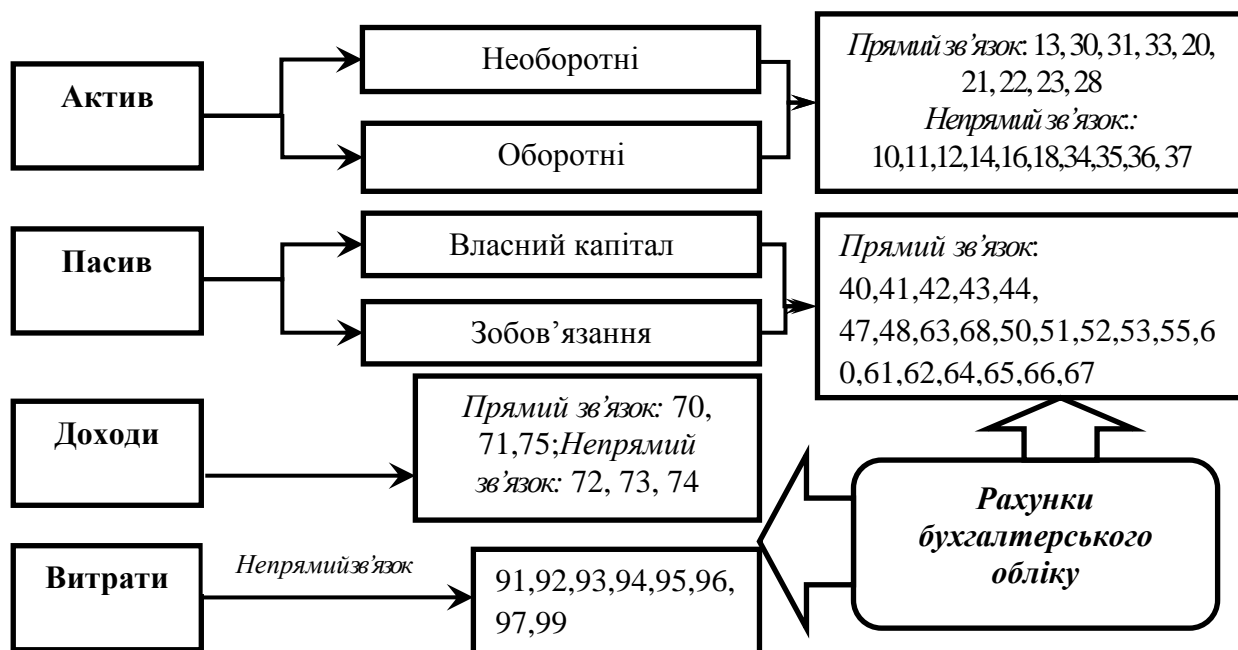 Актив
Необоротні
Оборотні
Прямий зв’язок: 13, 30, 31, 33, 20,
21, 22, 23, 28
Непрямий зв’язок::
10,11,12,14,16,18,34,35,36, 37
Пасив
Власний капітал
Зобов’язання
Прямий зв’язок:
40,41,42,43,44,
47,48,63,68,50,51,52,53,55,6
0,61,62,64,65,66,67
Доходи
Прямий зв’язок: 70,
71,75;Непрямий
зв’язок: 72, 73, 74
Рахунки
бухгалтерського
обліку
Витрати
Непрямийзв’язок
91,92,93,94,95,96,
97,99